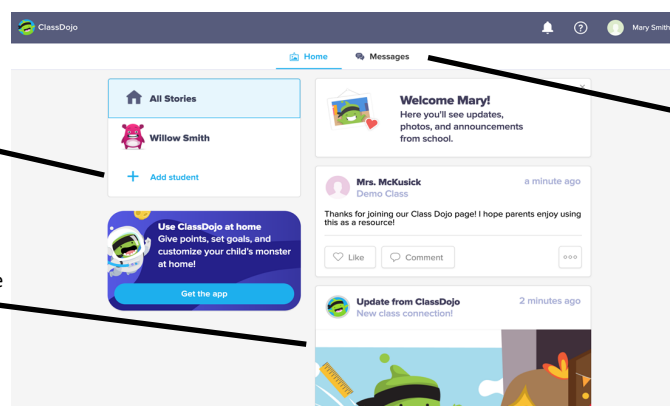 ClassDojo
Mary Smith
Home
Messages
All Stories
Willow Smith
+ Add student
Use ClassDojo at home
Give points, set goals, and
customize your child's monster
at home!
Get the app
Welcome Mary!
Here you'll see updates,
photos, and announcements
from school.
Mrs. McKusick
a minute ago
Demo Class
Thanks for joining our Class Dojo page! I hope parents enjoy using
this as a resource!
Like
Comment
Update from ClassDojo
2 minutes ago
New class connection!
e